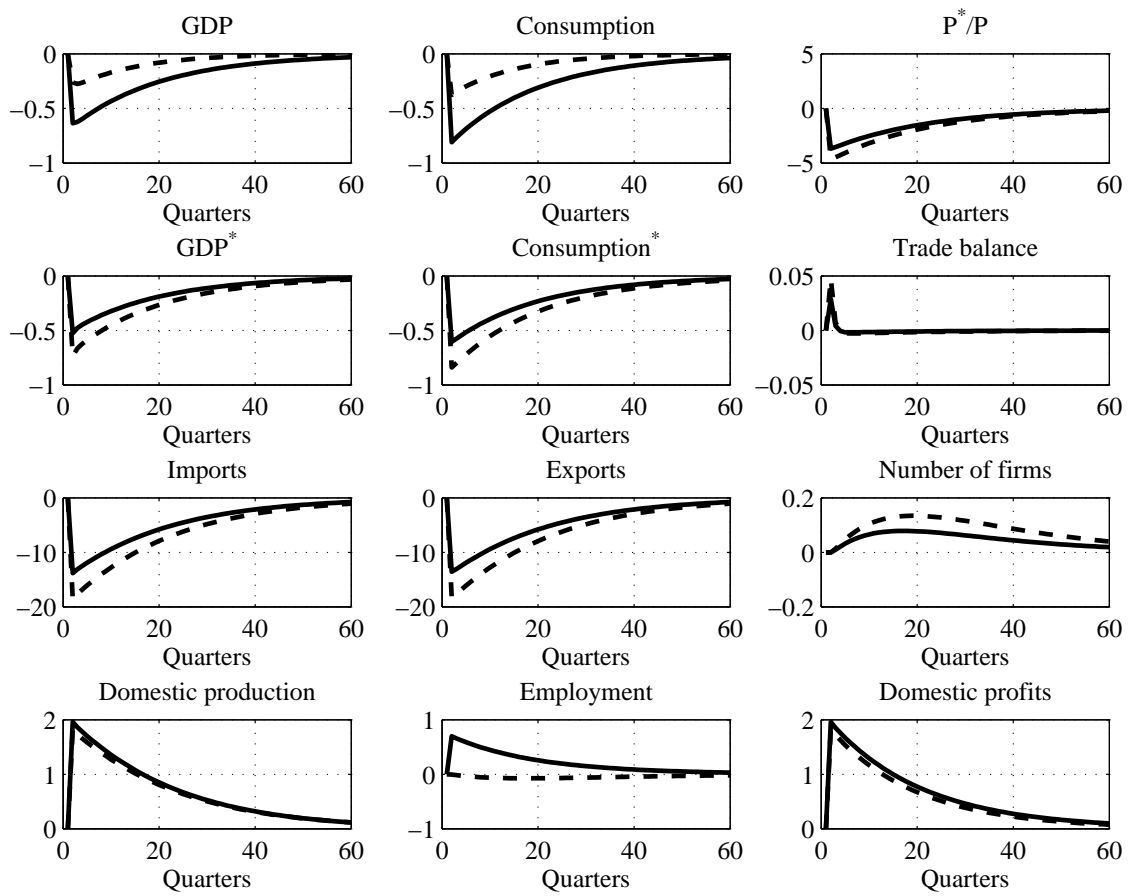 GDP
Consumption
P*/P
0
−0.5
−1
0
−0.5
−1
5
0
−5
0 20 40 60
0 20 40 60
0 20 40 60
Quarters
Quarters
Quarters
GDP*
Consumption*
Trade balance
0
−0.5
−1
0
−0.5
−1
0.05
0
−0.05
0 20 40 60
0 20 40 60
0 20 40 60
Quarters
Quarters
Quarters
Imports
Exports
Number of firms
0
−10
−20
0
−10
−20
0.2
0
−0.2
0 20 40 60
0 20 40 60
0 20 40 60
Quarters
Quarters
Quarters
Domestic production
Employment
Domestic profits
2
1
0
1
0
−1
2
1
0
0 20 40 60
0 20 40 60
0 20 40 60
Quarters
Quarters
Quarters